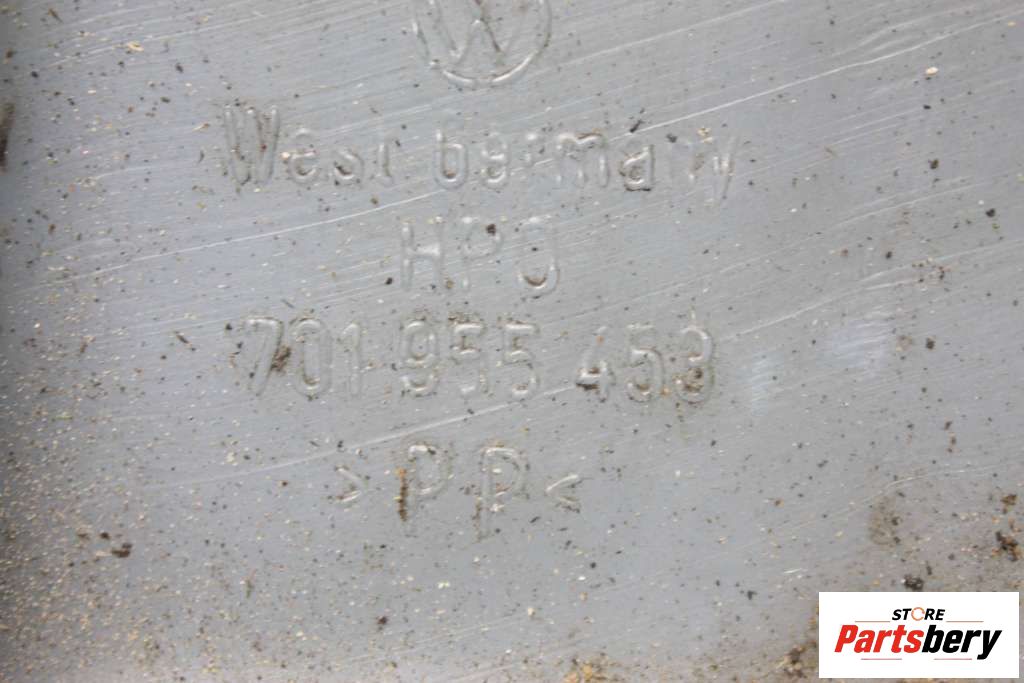 West Germany
HPO
701 955 453
>PP<
STORE
Partsbery